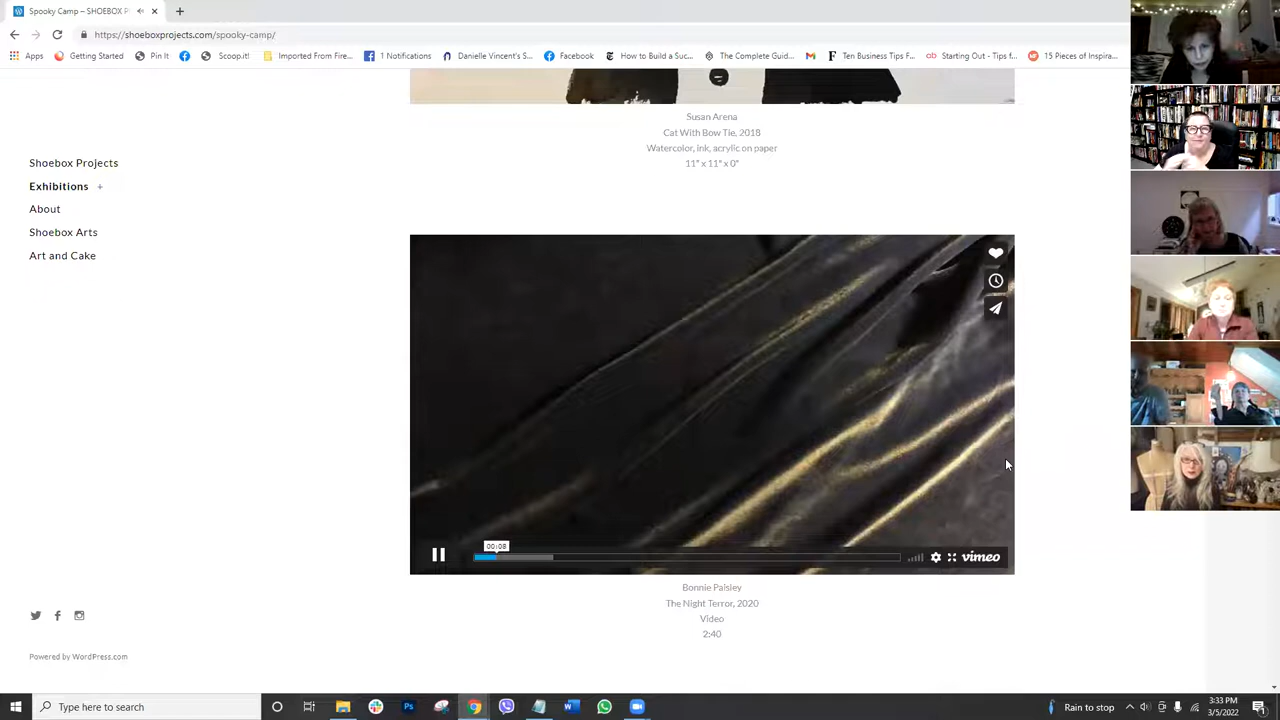 Spooky Camp – SHOEBOX P
https://shoeboxprojects.com/spooky-camp/
Apps Getting Started Pin It Scoop.it! Imported From Fire... 1 Notifications Danielle Vincent's S... Facebook How to Build a Suc... The Complete Guid... Ten Business Tips F... Starting Out - Tips f... 15 Pieces of Inspira...
Susan Arena
Cat With Bow Tie, 2018
Watercolor, ink, acrylic on paper
11" x 11" x 0"
Shoebox Projects
Exhibitions +
About
Shoebox Arts
Art and Cake
00:08
vimeo
Bonnie Paisley
The Night Terror, 2020
Video
2:40
Powered by WordPress.com
Type here to search
Rain to stop
3:33 PM
3/5/2022